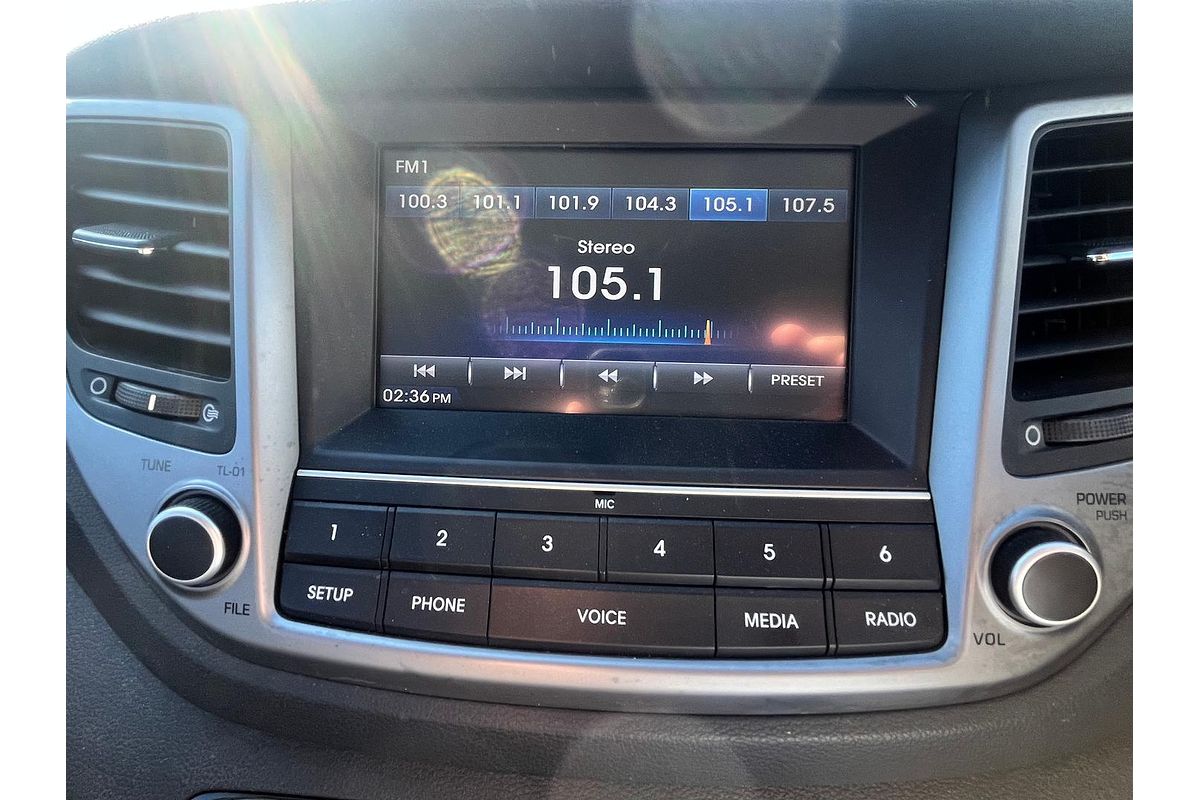 FM1
100.3 101.1 101.9 104.3 105.1 107.5
Stereo
105.1
PRESET
02:36 PM
TUNE
TL-01
MIC
POWER
PUSH
1 2 3 4 5 6
SETUP PHONE VOICE MEDIA RADIO
FILE
VOL